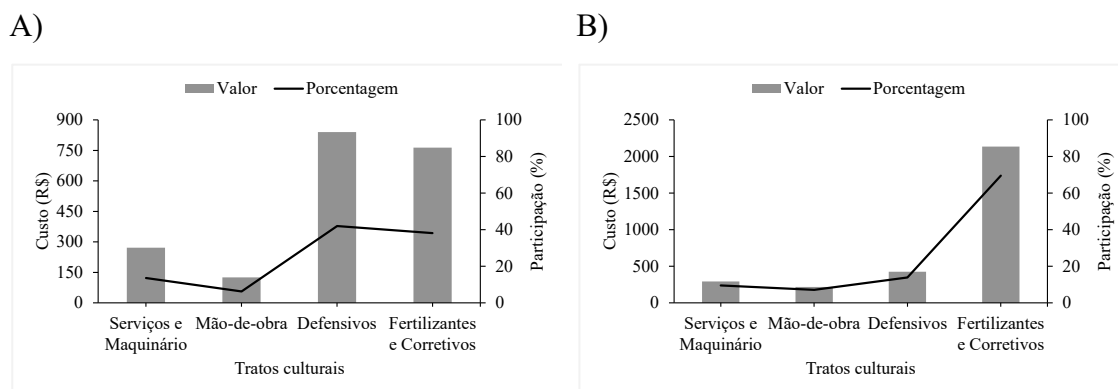 A)
Valor
Porcentagem
Custo (R$)
900
750
600
450
300
150
0
100
80
60
40
20
0
Participação (%)
Serviços e
Maquinário
Mão-de-obra
Defensivos
Fertilizantes
e Corretivos
Tratos culturais
B)
Valor
Porcentagem
Custo (R$)
2500
2000
1500
1000
500
0
100
80
60
40
20
0
Participação (%)
Serviços e
Maquinário
Mão-de-obra
Defensivos
Fertilizantes
e Corretivos
Tratos culturais